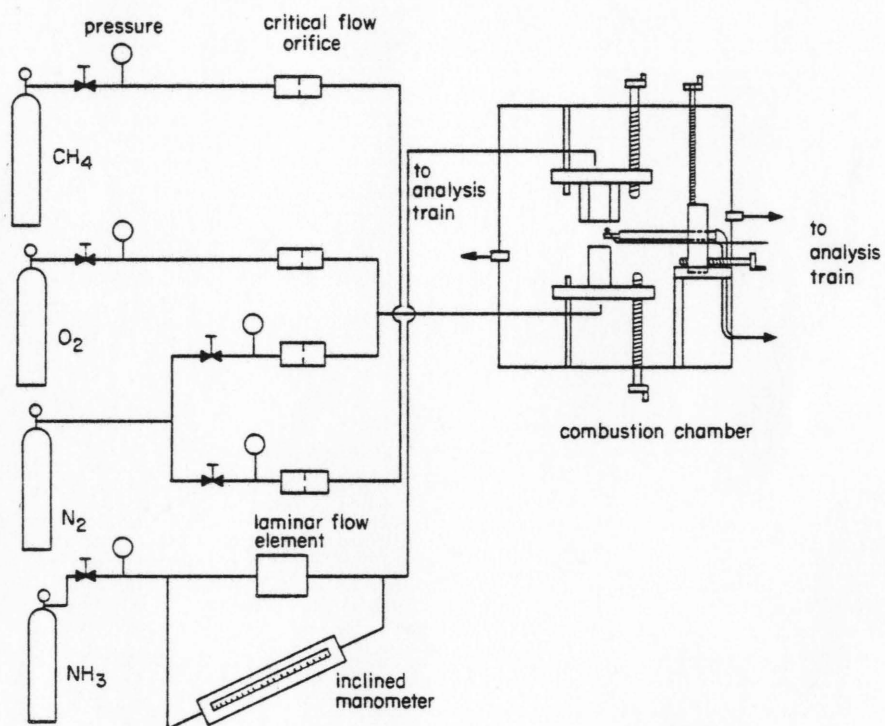 pressure
critical flow
orifice
CH4
to
analysis
train
to
analysis
train
O2
combustion chamber
N2
laminar flow
element
NH3
inclined
manometer